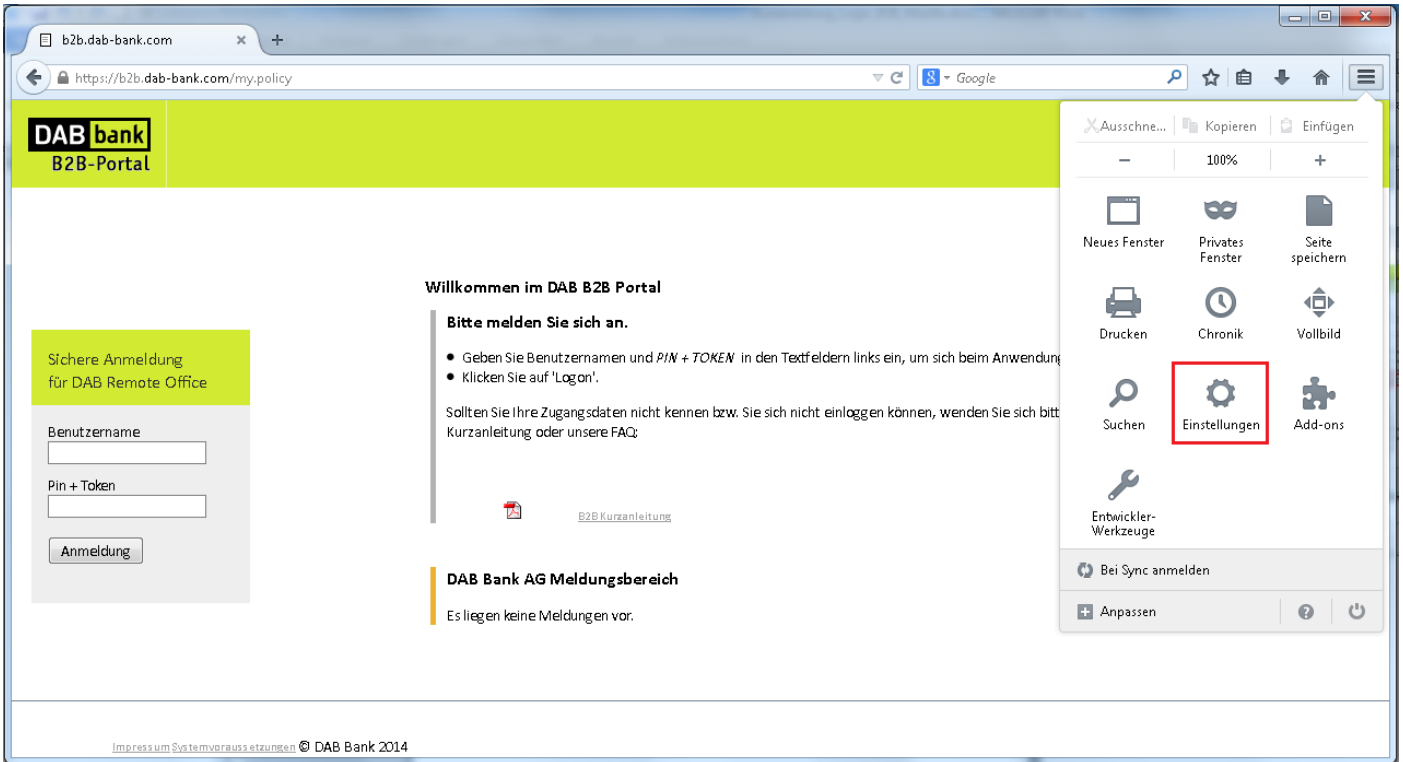 b2b.dab-bank.com
https://b2b.dab-bank.com/my.policy
Google
DAB bank
B2B-Portal
Sichere Anmeldung
für DAB Remote Office
Benutzername
Pin + Token
Anmeldung
Willkommen im DAB B2B Portal
Bitte melden Sie sich an.
Geben Sie Benutzernamen und PIN + TOKEN in den Textfeldern links ein, um sich beim Anwendung
Klicken Sie auf 'Logon'.
Sollten Sie Ihre Zugangsdaten nicht kennen bzw. Sie sich nicht einloggen können, wenden Sie sich bitt
Kurzanleitung oder unsere FAQ:
B2B Kurzanleitung
DAB Bank AG Meldungsbereich
Es liegen keine Meldungen vor.
Impressum Systemvoraussetzungen © DAB Bank 2014
Ausschne... Kopieren Einfügen
− 100% +
Neues Fenster
Privates
Fenster
Seite
speichern
Drucken
Chronik
Vollbild
Suchen
Einstellungen
Add-ons
Entwickler-
Werkzeuge
Bei Sync anmelden
Anpassen